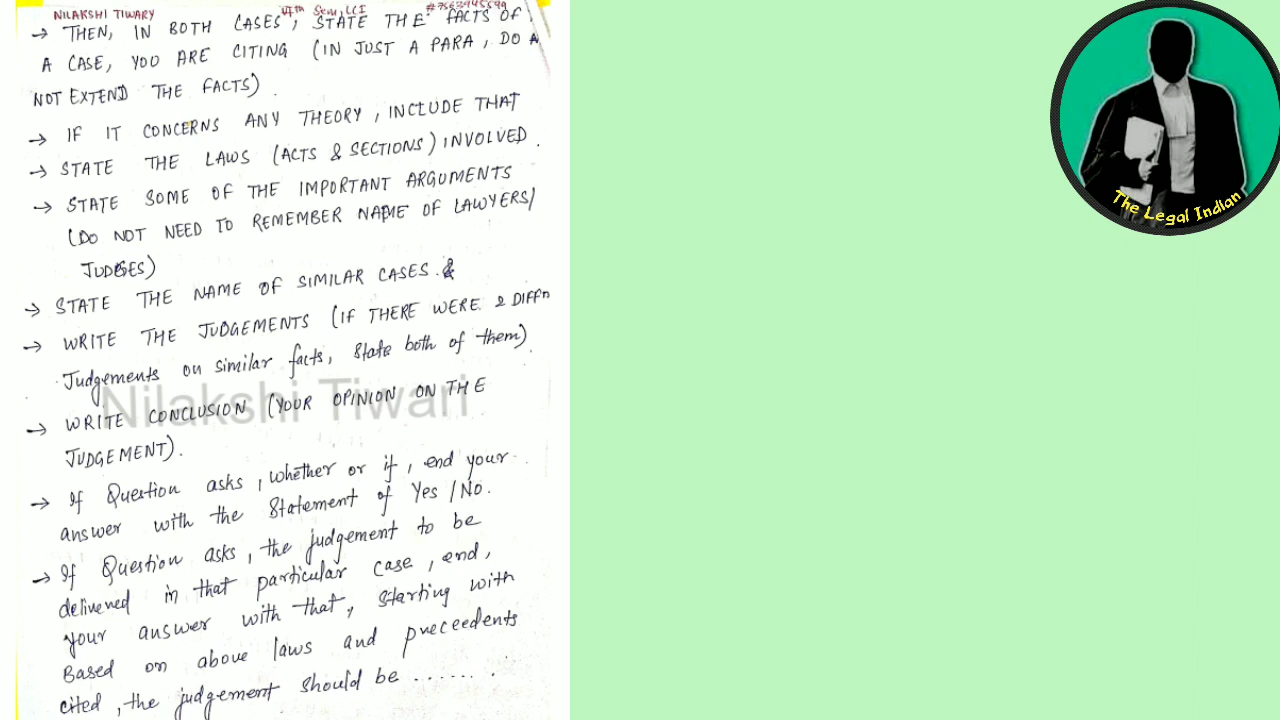 NILAKSHI TIWARY VIth Sem, LCI
→ THEN, IN BOTH CASES, STATE THE FACTS OF
A CASE, YOU ARE CITING (IN JUST A PARA, DO
NOT EXTEND THE FACTS).
→ IF IT CONCERNS ANY THEORY, INCLUDE THAT
→ STATE THE LAWS (ACTS & SECTIONS) INVOLVED.
→ STATE SOME OF THE IMPORTANT ARGUMENTS
(DO NOT NEED TO REMEMBER NAME OF LAWYERS/
JUDGES)
→ STATE THE NAME OF SIMILAR CASES.
→ WRITE THE JUDGEMENTS (IF THERE WERE 2 DIFFn
Judgements on similar facts, state both of them)
Nilakshi Tiwari
→ WRITE CONCLUSION (YOUR OPINION ON THE
JUDGEMENT).
→ If Question asks, whether or if, end your
answer with the statement of Yes/No.
→ If Question asks, the judgement to be
delivered in that particular case, end,
your answer with that, starting with
Based on above laws and preceedents
cited, the judgement should be .......
The Legal Indian